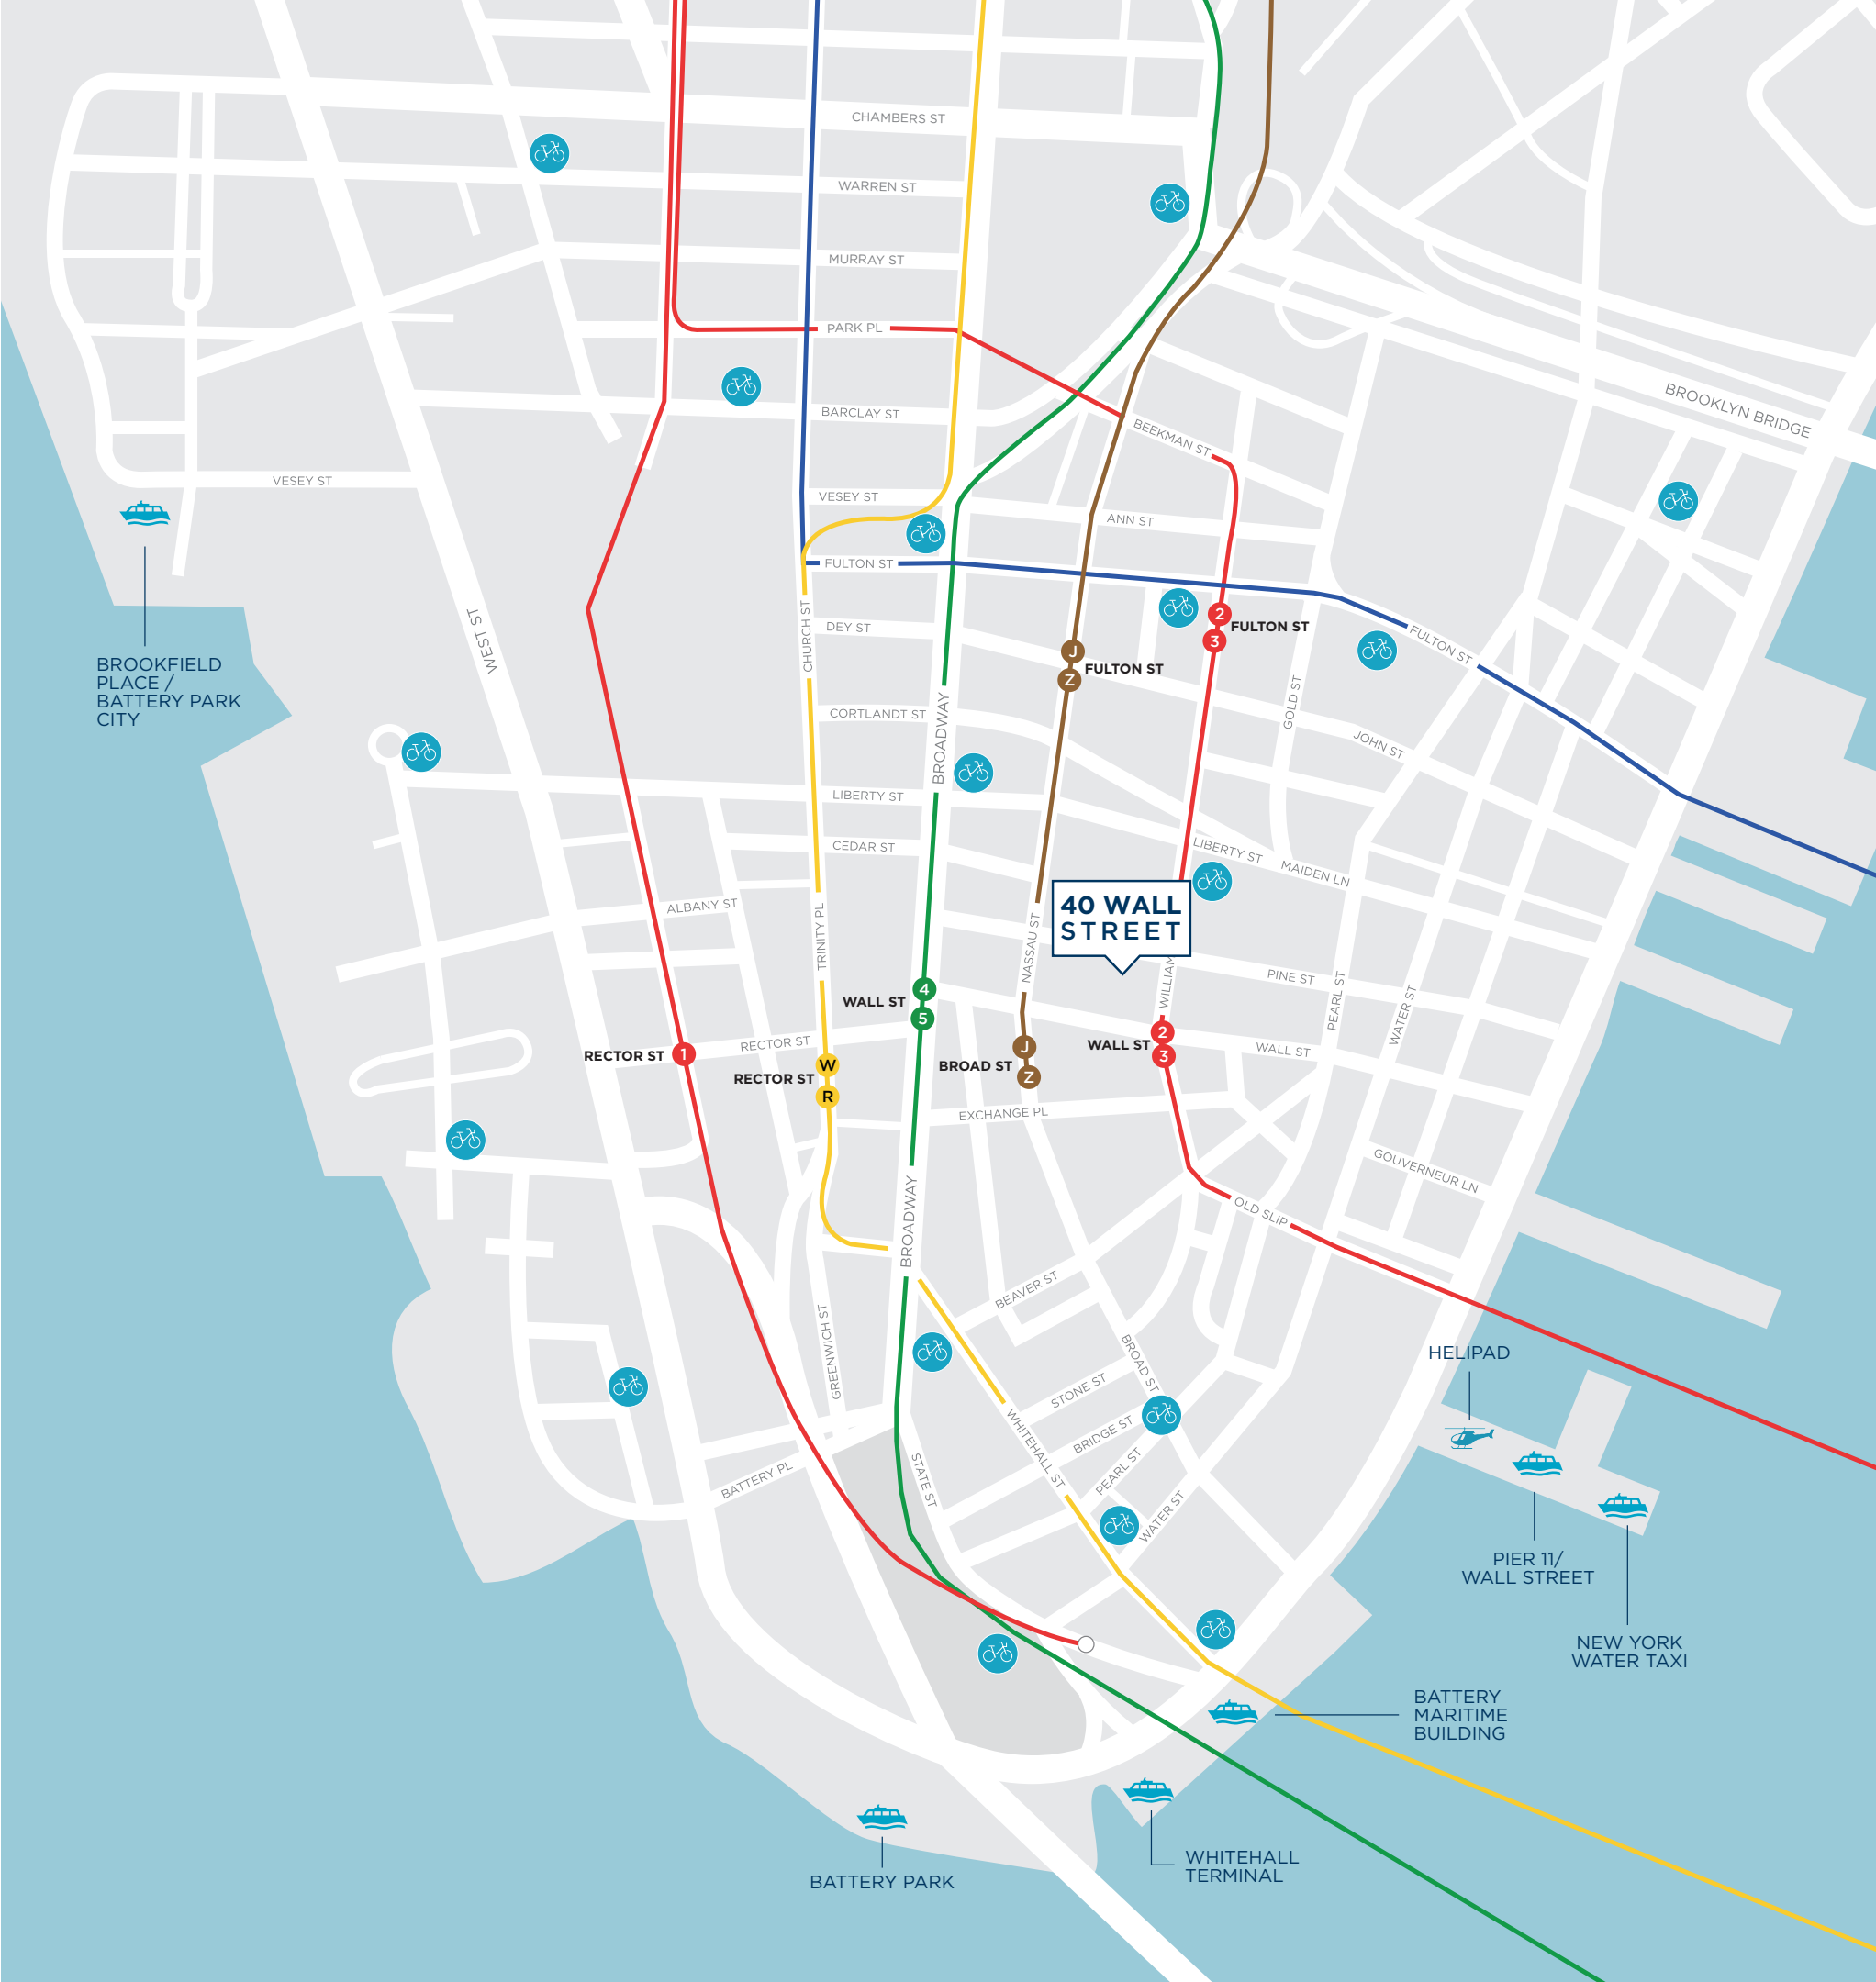 CHAMBERS ST
WARREN ST
MURRAY ST
PARK PL
BROOKLYN BRIDGE
BARCLAY ST
BEEKMAN ST
VESEY ST
VESEY ST
ANN ST
FULTON ST
CHURCH ST
WEST ST
DEY ST
2
3
FULTON ST
FULTON ST
J
Z
FULTON ST
BROOKFIELD
PLACE /
BATTERY PARK
CITY
GOLD ST
CORTLANDT ST
BROADWAY
JOHN ST
LIBERTY ST
CEDAR ST
LIBERTY ST
MAIDEN LN
ALBANY ST
TRINITY PL
NASSAU ST
40 WALL
STREET
WILLIAM
PINE ST
PEARL ST
WATER ST
4
5
WALL ST
RECTOR ST
1
RECTOR ST
W
R
RECTOR ST
J
Z
BROAD ST
2
3
WALL ST
WALL ST
EXCHANGE PL
GOUVERNEUR LN
BROADWAY
OLD SLIP
BEAVER ST
GREENWICH ST
BROAD ST
HELIPAD
STONE ST
WHITEHALL ST
BRIDGE ST
PEARL ST
STATE ST
BATTERY PL
WATER ST
PIER 11/
WALL STREET
NEW YORK
WATER TAXI
BATTERY
MARITIME
BUILDING
WHITEHALL
TERMINAL
BATTERY PARK